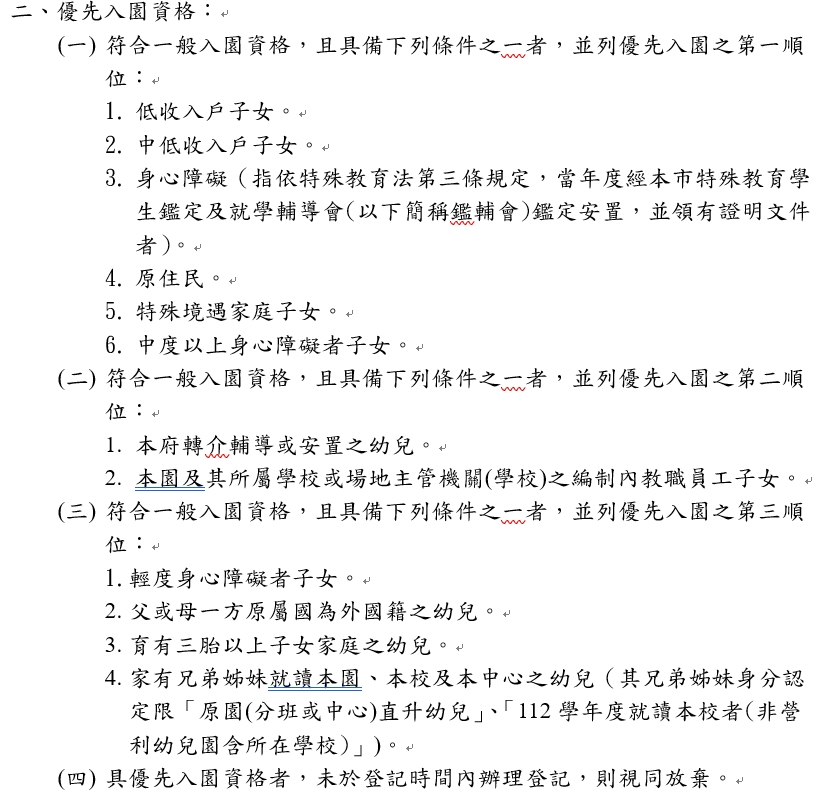 二、優先入園資格：
(一) 符合一般入園資格，且具備下列條件之一者，並列優先入園之第一順
位：
1. 低收入戶子女。
2. 中低收入戶子女。
3. 身心障礙（指依特殊教育法第三條規定，當年度經本市特殊教育學
生鑑定及就學輔導會(以下簡稱鑑輔會)鑑定安置，並領有證明文件
者）。
4. 原住民。
5. 特殊境遇家庭子女。
6. 中度以上身心障礙者子女。
(二) 符合一般入園資格，且具備下列條件之一者，並列優先入園之第二順
位：
1. 本府轉介輔導或安置之幼兒。
2. 本園及其所屬學校或場地主管機關(學校)之編制內教職員工子女。
(三) 符合一般入園資格，且具備下列條件之一者，並列優先入園之第三順
位：
1. 輕度身心障礙者子女。
2. 父或母一方原屬國為外國籍之幼兒。
3. 育有三胎以上子女家庭之幼兒。
4. 家有兄弟姊妹就讀本園、本校及本中心之幼兒（其兄弟姊妹身分認
定限「原園(分班或中心)直升幼兒」、「112 學年度就讀本校者(非營
利幼兒園含所在學校)」)。
(四) 具優先入園資格者，未於登記時間內辦理登記，則視同放棄。